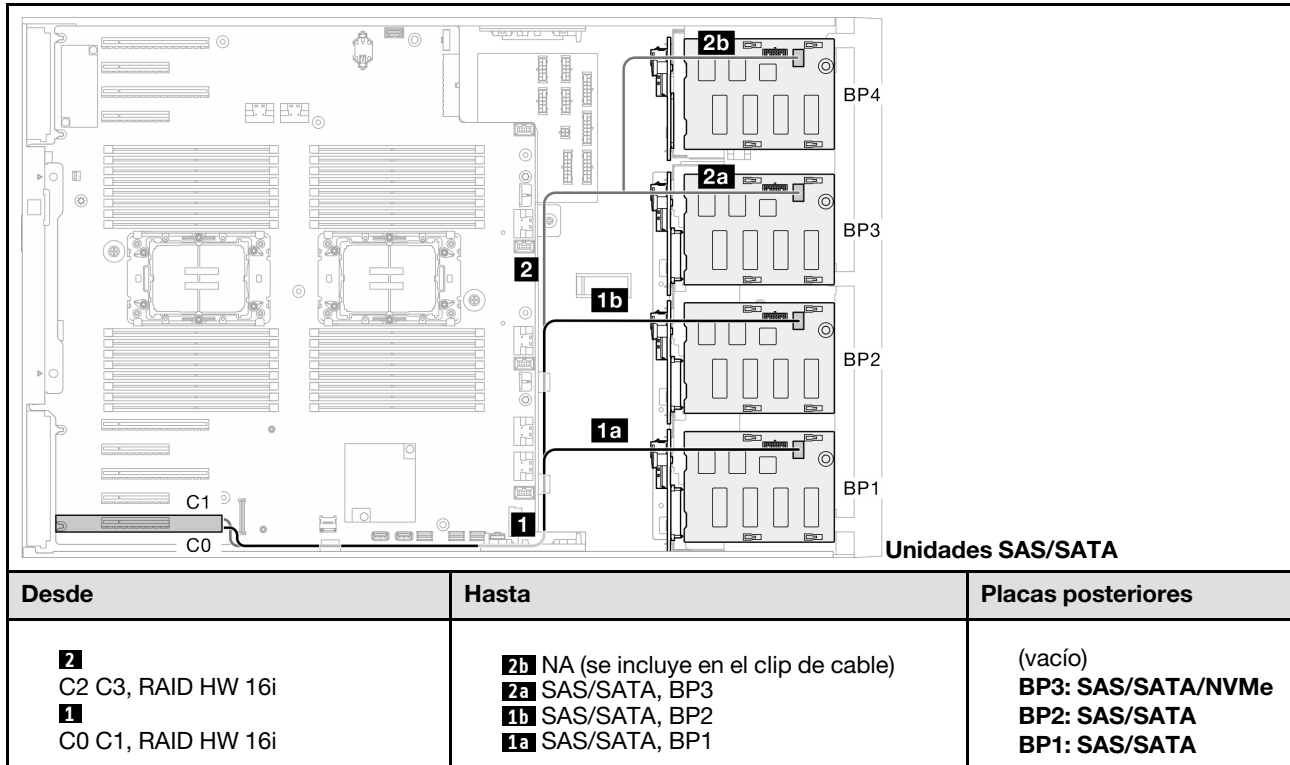 2b
BP4
2a
BP3
2
1b
BP2
1a
BP1
C1
1
C0
Unidades SAS/SATA
Desde
Hasta
Placas posteriores
2
C2 C3, RAID HW 16i
1
C0 C1, RAID HW 16i
2b NA (se incluye en el clip de cable)
2a SAS/SATA, BP3
1b SAS/SATA, BP2
1a SAS/SATA, BP1
(vacío)
BP3: SAS/SATA/NVMe
BP2: SAS/SATA
BP1: SAS/SATA